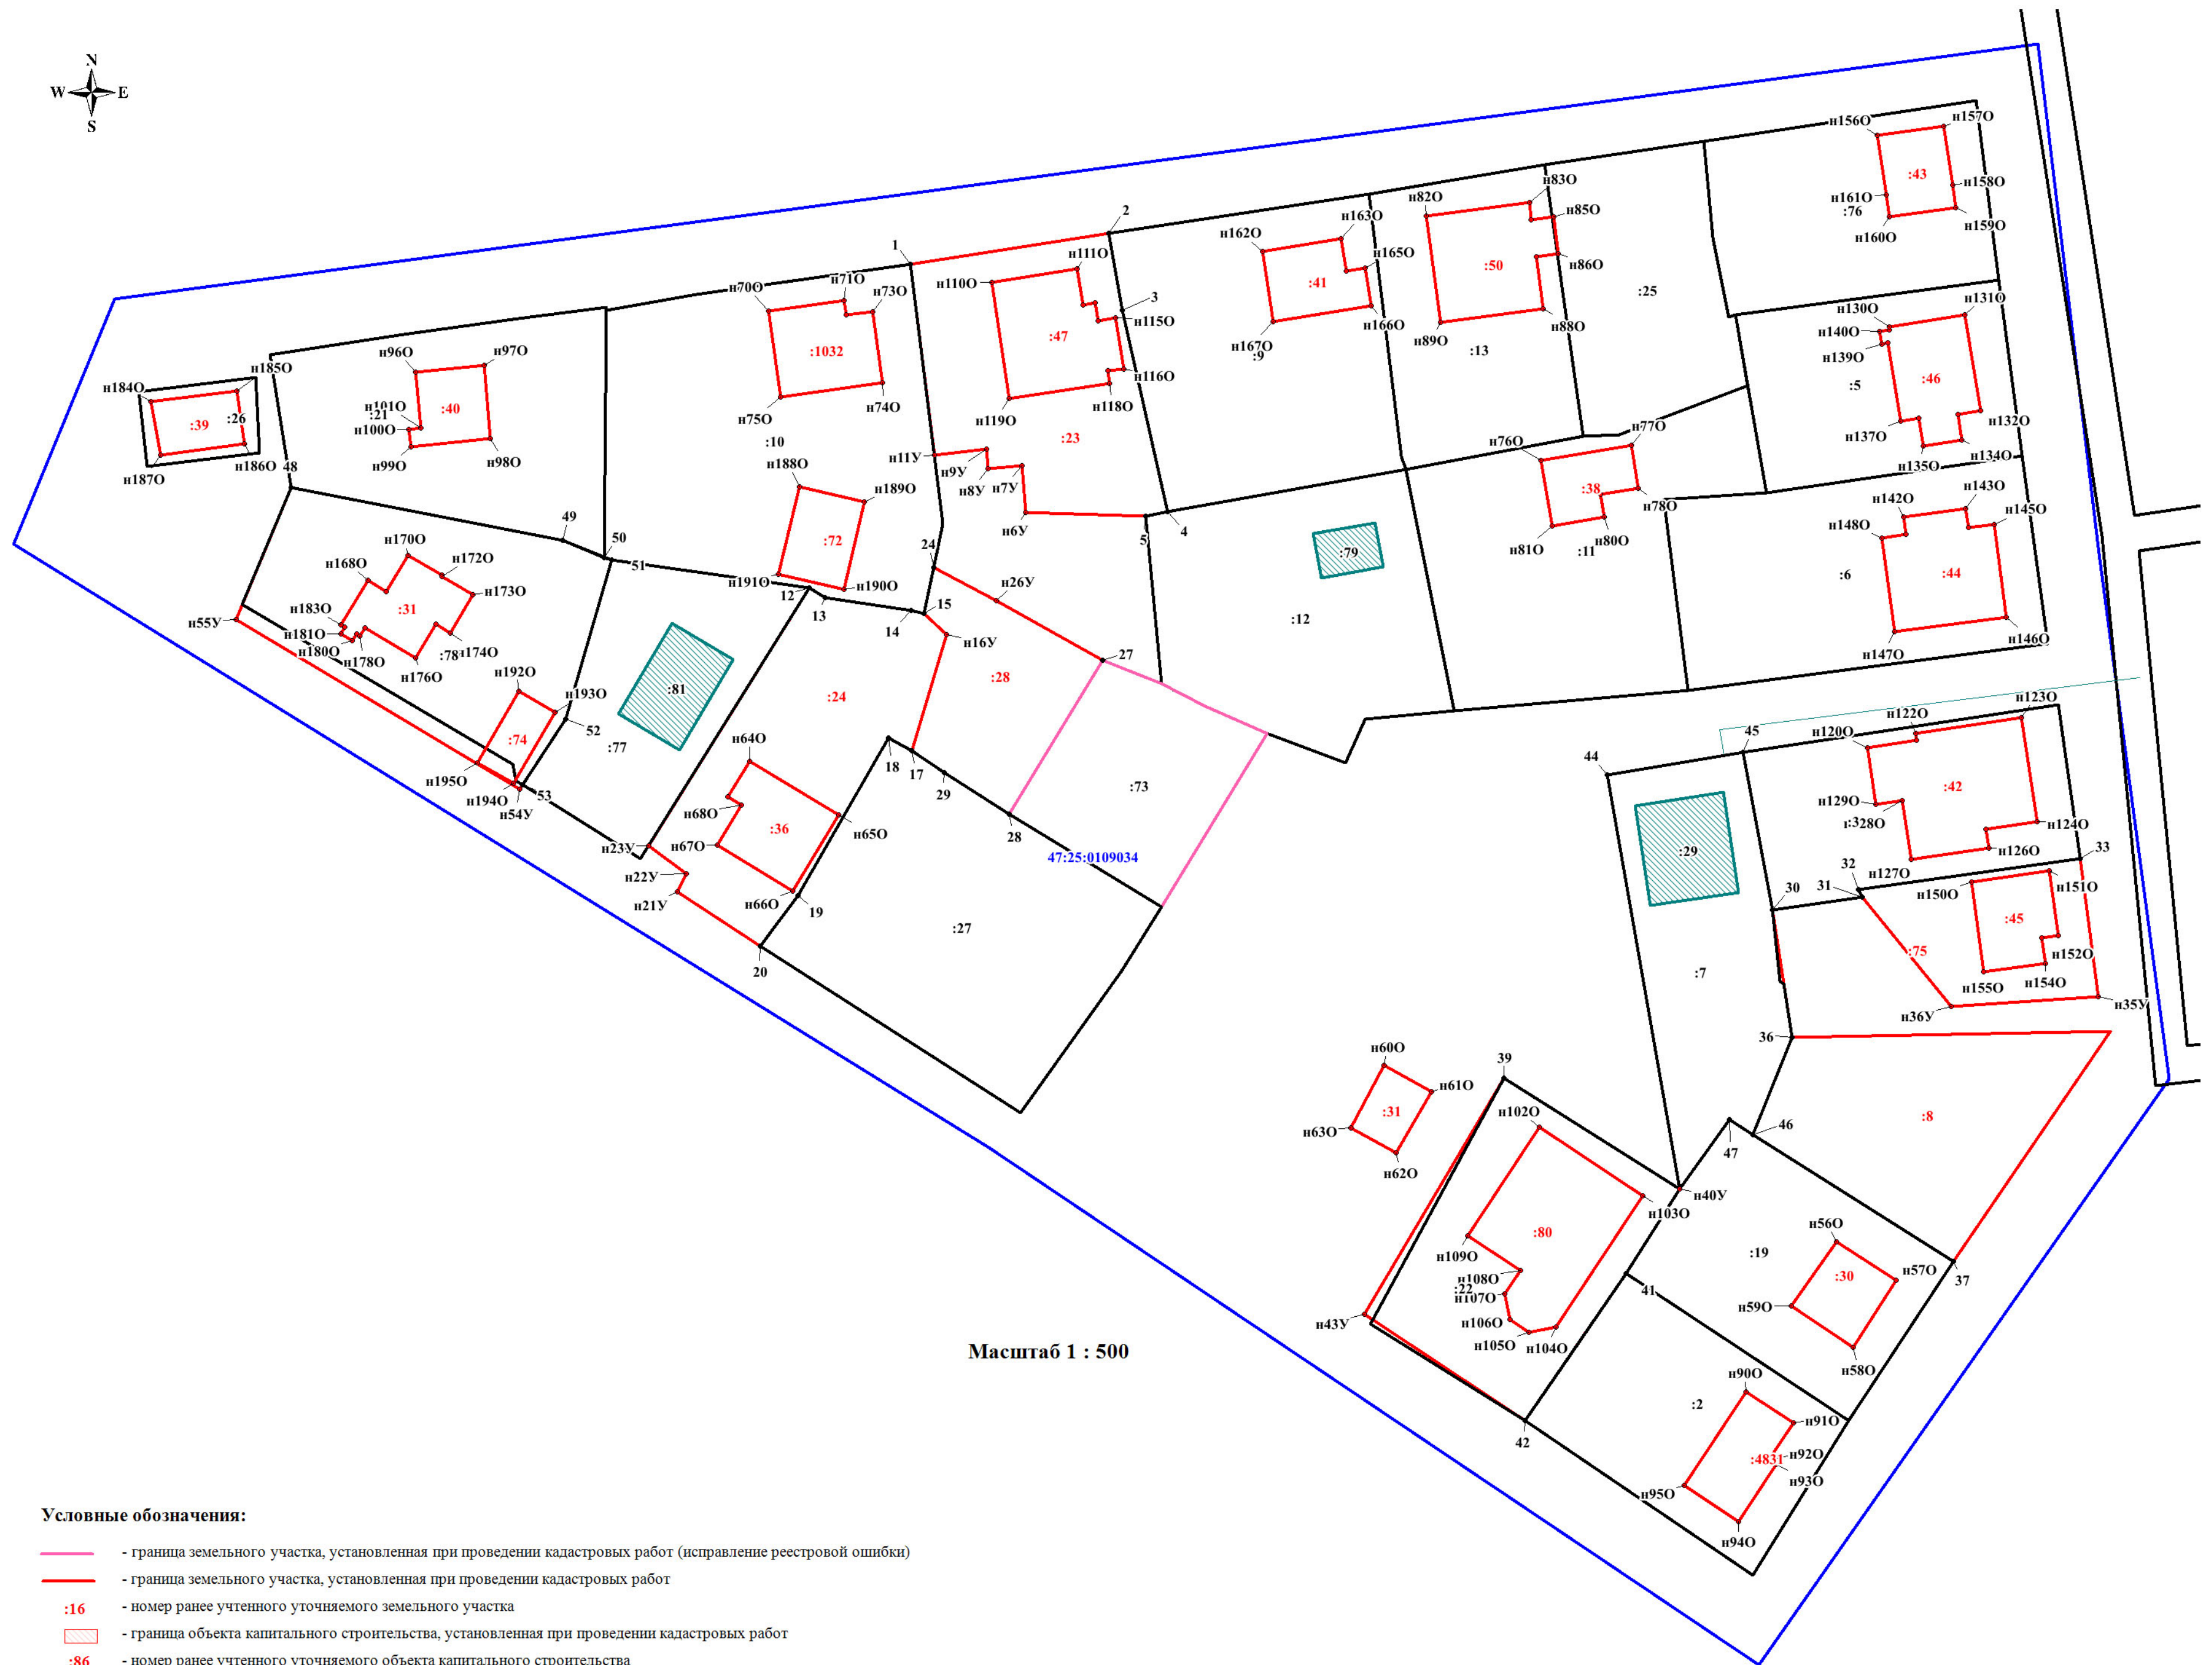 N
W E
S
н156О н157О
:43
н158О
н161О
:76
н160О н159О
2
н83О
н82О н85О
н163О
н162О
н165О
н86О
:50
:41
:25
1
н111О
н110О
3
н115О
:47
н166О
н88О
н89О
:13
н167О
:9
н131О
н130О
н140О
н139О
:46
:5
н70О н71О
н73О
:1032
н116О
н118О
н74О
н75О
н119О
:10
:23
н96О н97О
н185О
н184О
:39 :26
н101О
:21
:40
н100О
н99О
н98О
н186О
н187О
48
н132О
н137О
н134О
н135О
н77О
н76О
:38
н78О
н80О
н81О
:11
н11У
н9У
н8У
н7У
н6У
н188О
н189О
:72
н191О
н190О
5
4
:79
:12
н142О
н143О
н145О
н148О
:44
:6
н147О
н146О
49
50
51
24
н26У
12
13
14
15
н16У
27
н170О
н172О
н168О
н173О
:31
н183О
н181О
н180О
н178О
:78
н174О
н176О
н55У
н192О
н193О
52
:74
:77
:81
н195О
н194О
53
н54У
:24
:28
н64О
18
17
29
н68О
:36
н65О
28
:73
н67О
н23У
н22У
н21У
н66О
19
20
:27
47:25:0109034
н123О
н122О
н120О
45
44
:42
н129О
н124О
н126О
н127О
33
:29
32
31
30
н150О
н151О
:45
:75
н152О
н154О
н155О
:7
н36У
н35У
36
39
н60О
н61О
:31
н63О
н62О
н102О
:8
46
47
н40У
н103О
:80
н109О
н108О
:22
н107О
н106О
н105О
н104О
н43У
:19
н56О
:30
н57О
н59О
н58О
37
41
42
Масштаб 1 : 500
:2
н90О
н91О
:4831
н92О
н93О
н95О
н94О
Условные обозначения:
- граница земельного участка, установленная при проведении кадастровых работ (исправление реестровой ошибки)
- граница земельного участка, установленная при проведении кадастровых работ
:16 - номер ранее учтенного уточняемого земельного участка
- граница объекта капитального строительства, установленная при проведении кадастровых работ
:86 - номер ранее учтенного уточняемого объекта капитального строительства